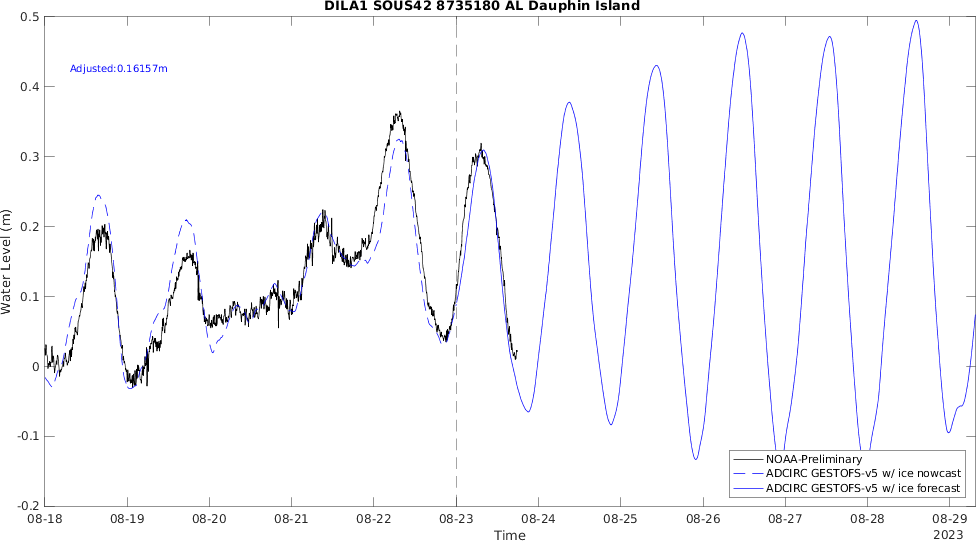 DILA1 SOUS42 8735180 AL Dauphin Island
Adjusted:0.16157m
Water Level (m)
0.5
0.4
0.3
0.2
0.1
0
-0.1
-0.2
NOAA-Preliminary
ADCIRC GESTOFS-v5 w/ ice nowcast
ADCIRC GESTOFS-v5 w/ ice forecast
08-18 08-19 08-20 08-21 08-22 08-23 08-24 08-25 08-26 08-27 08-28 08-29
Time
2023